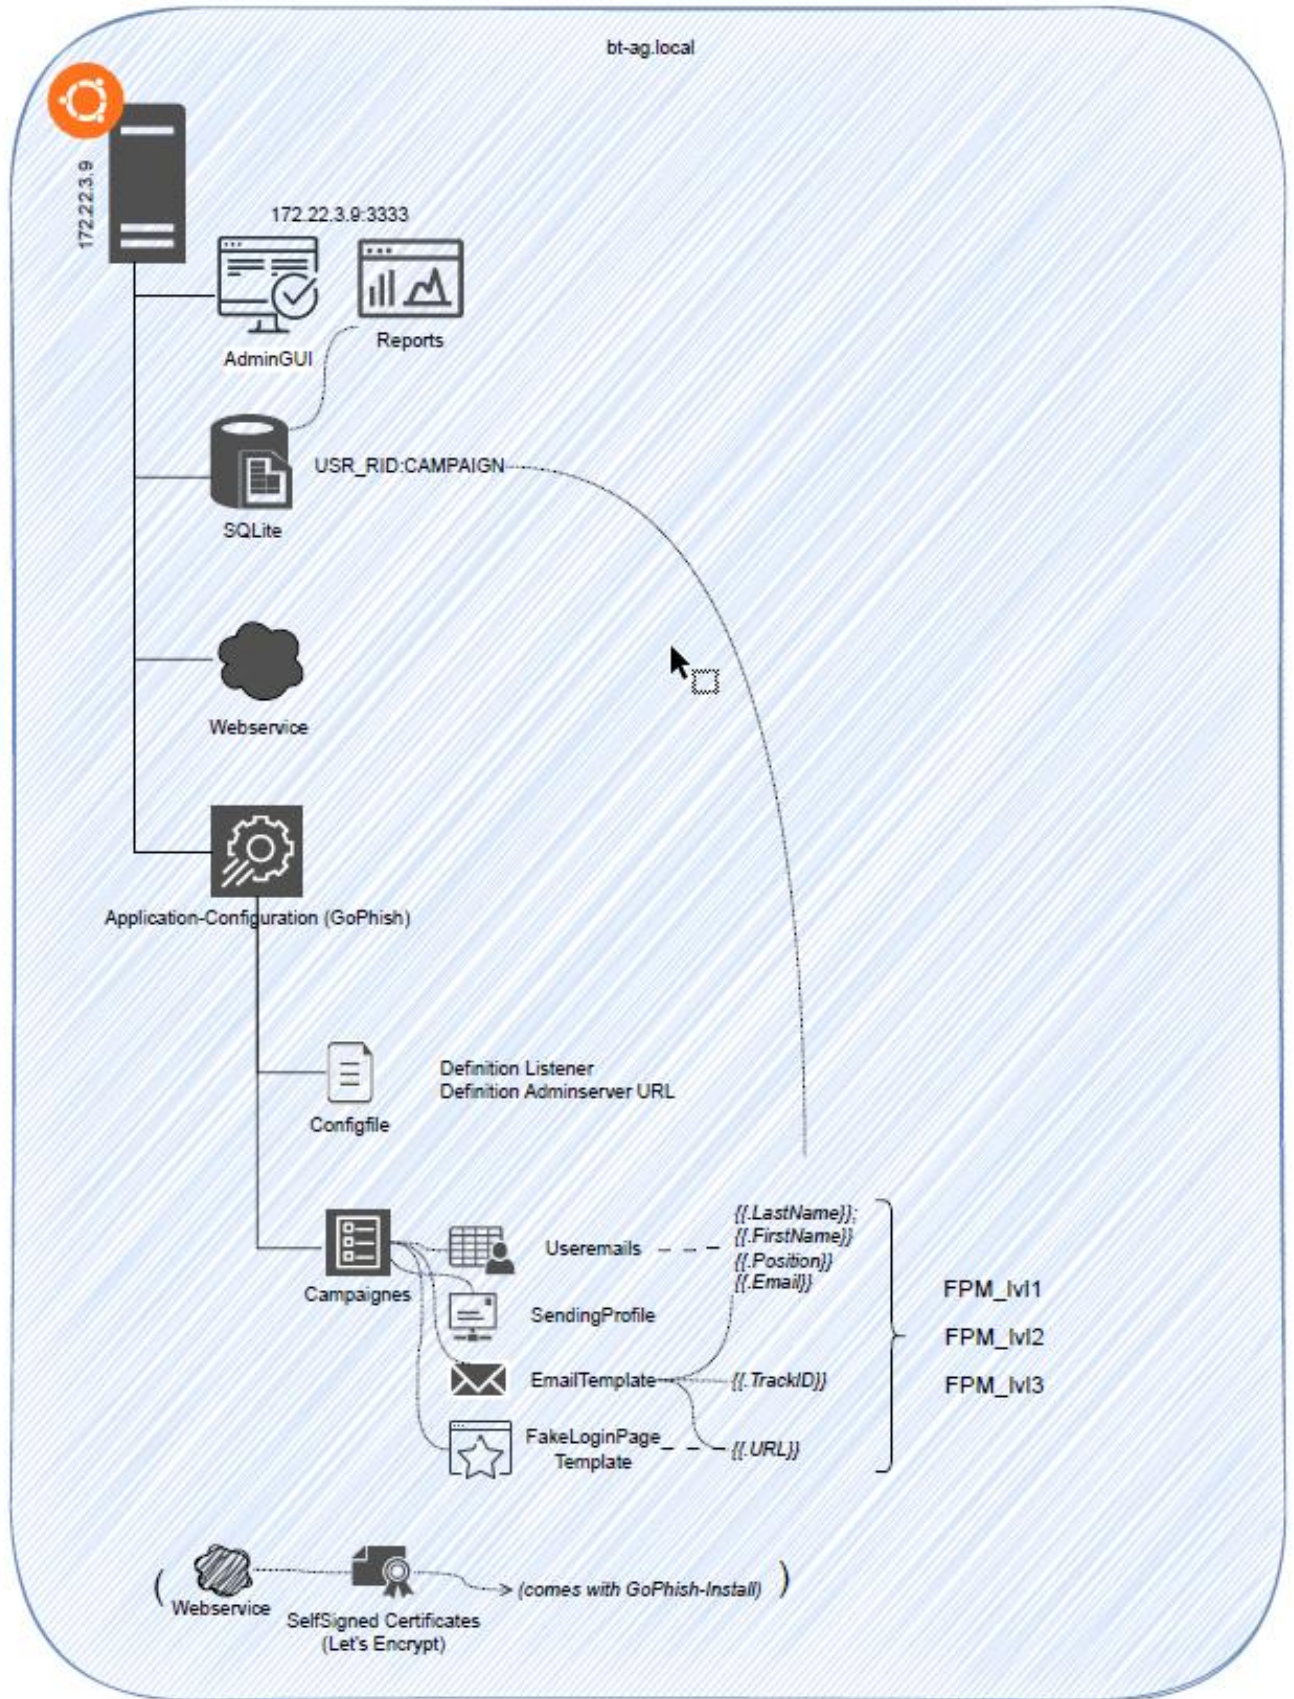 bt-ag.local
172.22.3.9
172.22.3.9:3333
AdminGUI
Reports
USR_RID:CAMPAIGN
SQLite
Webservice
Application-Configuration (GoPhish)
Definition Listener
Definition Adminserver URL
Configfile
{{.LastName}};
{{.FirstName}}
{{.Position}}
{{.Email}}
Useremails
Campaignes
SendingProfile
EmailTemplate
{{.TrackID}}
FakeLoginPage
Template
{{.URL}}
FPM_lvl1
FPM_lvl2
FPM_lvl3
(
Webservice
SelfSigned Certificates
(Let's Encrypt)
(comes with GoPhish-Install)
)